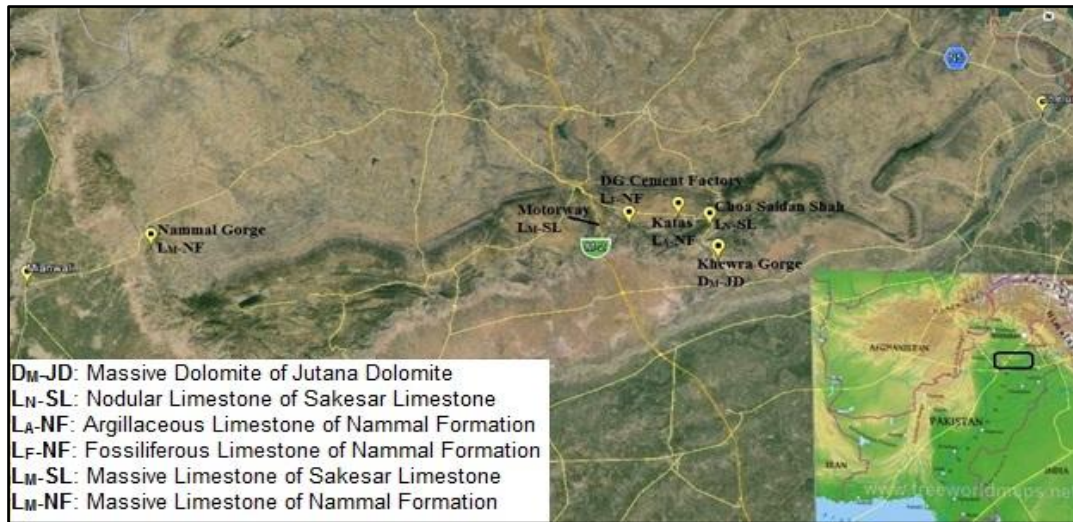 N5
DG Cement Factory
LF-NF
Motorway
LM-SL
Katas
LA-NF
Choa Saidan Shah
LN-SL
Nammal Gorge
LM-NF
Mianwali
Khewra Gorge
DM-JD
DM-JD: Massive Dolomite of Jutana Dolomite
LN-SL: Nodular Limestone of Sakesar Limestone
LA-NF: Argillaceous Limestone of Nammal Formation
LF-NF: Fossiliferous Limestone of Nammal Formation
LM-SL: Massive Limestone of Sakesar Limestone
LM-NF: Massive Limestone of Nammal Formation
AFGHANISTAN
PAKISTAN
IRAN
INDIA
www.freeworldmaps.net